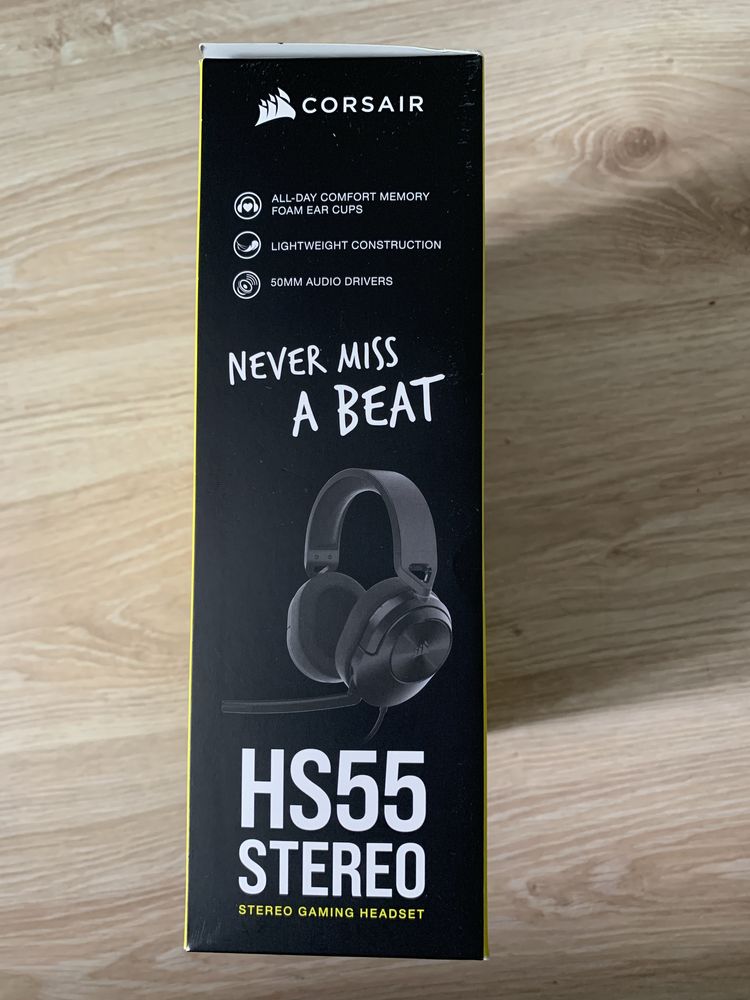 CORSAIR
ALL-DAY COMFORT MEMORY
FOAM EAR CUPS
LIGHTWEIGHT CONSTRUCTION
50MM AUDIO DRIVERS
NEVER MISS
A BEAT
HS55
STEREO
STEREO GAMING HEADSET